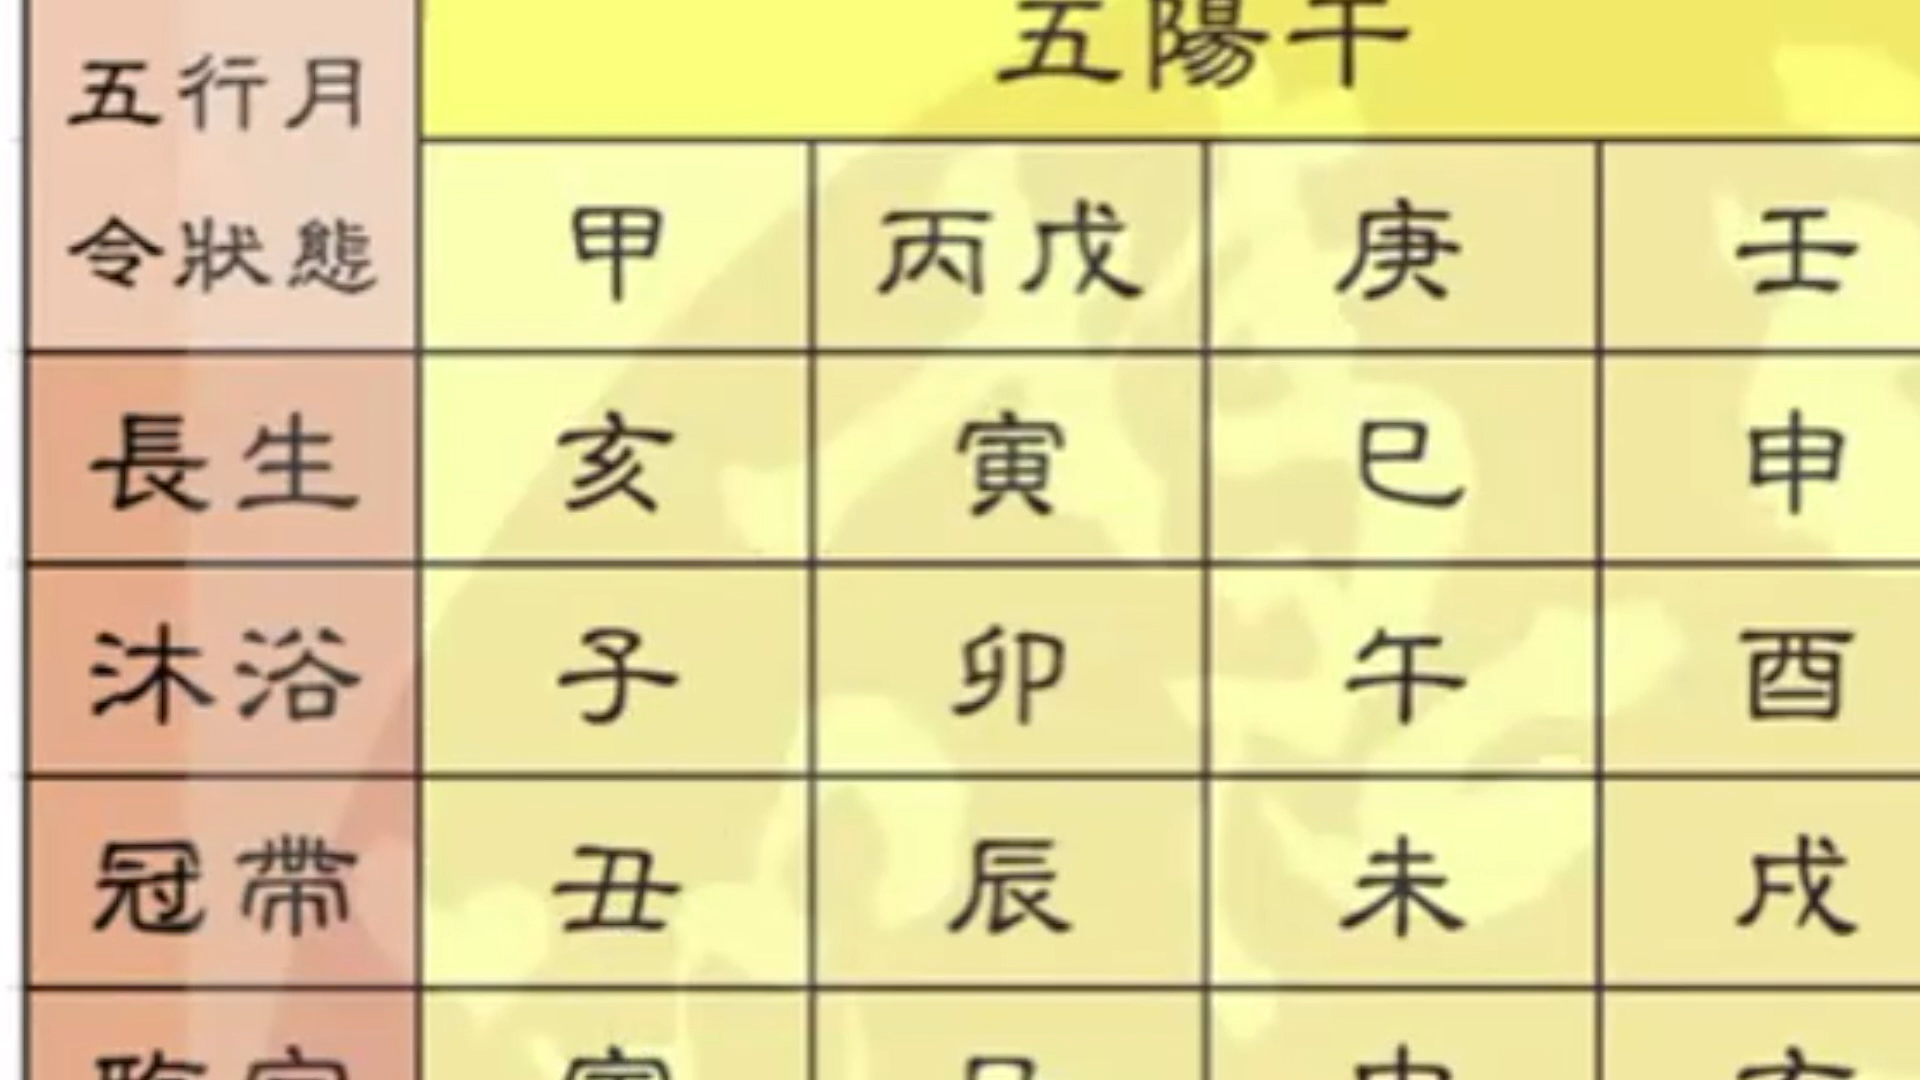 五陽干
五行月
令狀態
甲 丙戊 庚 壬
長生 亥 寅 巳 申
沐浴 子 卯 午 酉
冠帶 丑 辰 未 戌